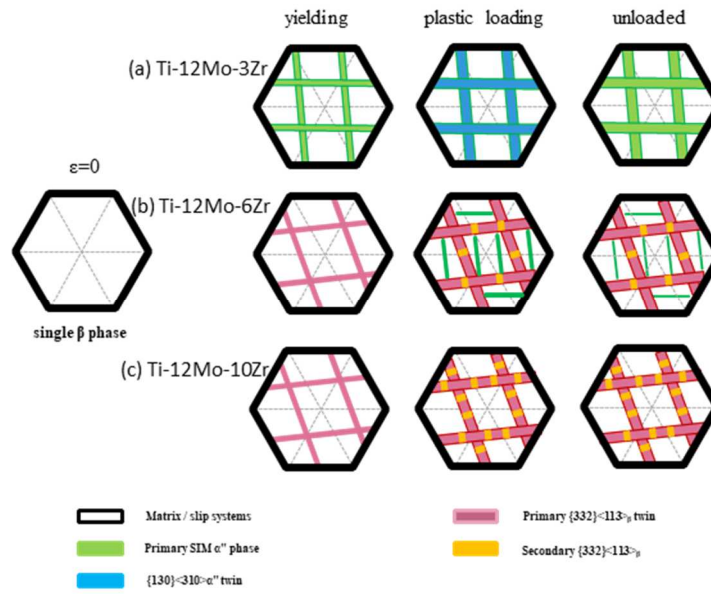 yielding plastic loading unloaded
(a) Ti-12Mo-3Zr
ε=0
(b) Ti-12Mo-6Zr
single β phase
(c) Ti-12Mo-10Zr
Matrix / slip systems
Primary {332}<113>β twin
Primary SIM α" phase
Secondary {332}<113>β
{130}<310>α" twin